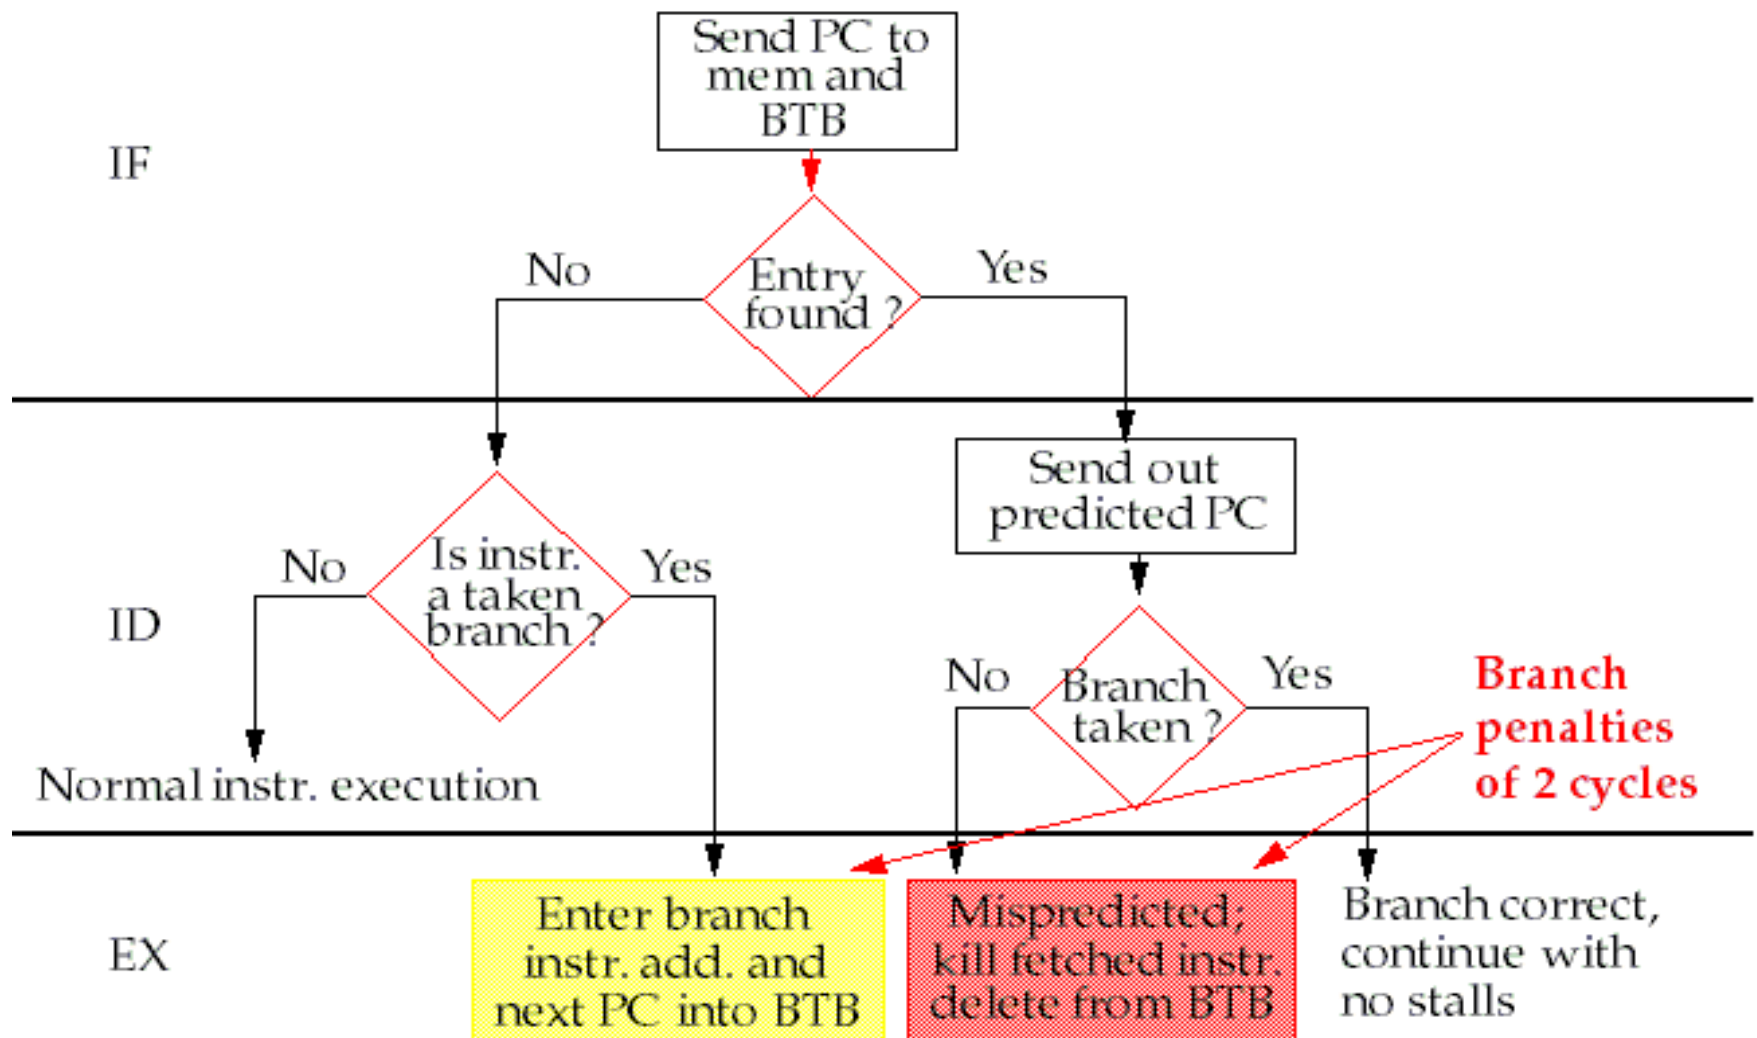 Send PC to
mem and
BTB
IF
No
Entry
found ?
Yes
Send out
predicted PC
No
Is instr.
a taken
branch ?
Yes
ID
No
Branch
taken ?
Yes
Branch
penalties
of 2 cycles
Normal instr. execution
EX
Enter branch
instr. add. and
next PC into BTB
Mispredicted;
kill fetched instr.
delete from BTB
Branch correct,
continue with
no stalls